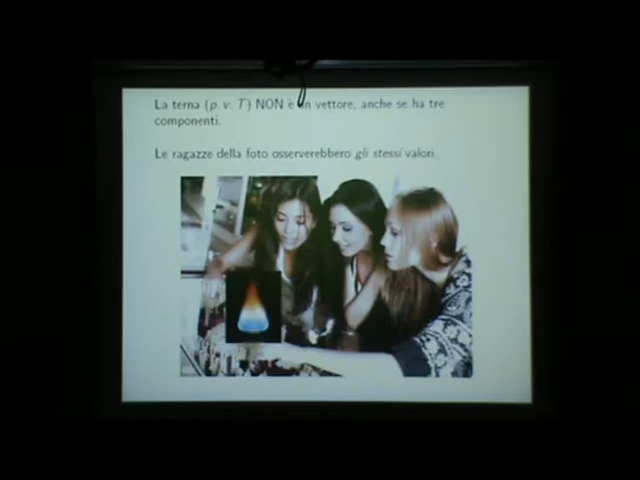 La terna (p, v, T) NON è un vettore, anche se ha tre
componenti.
Le ragazze della foto osserverebbero gli stessi valori.